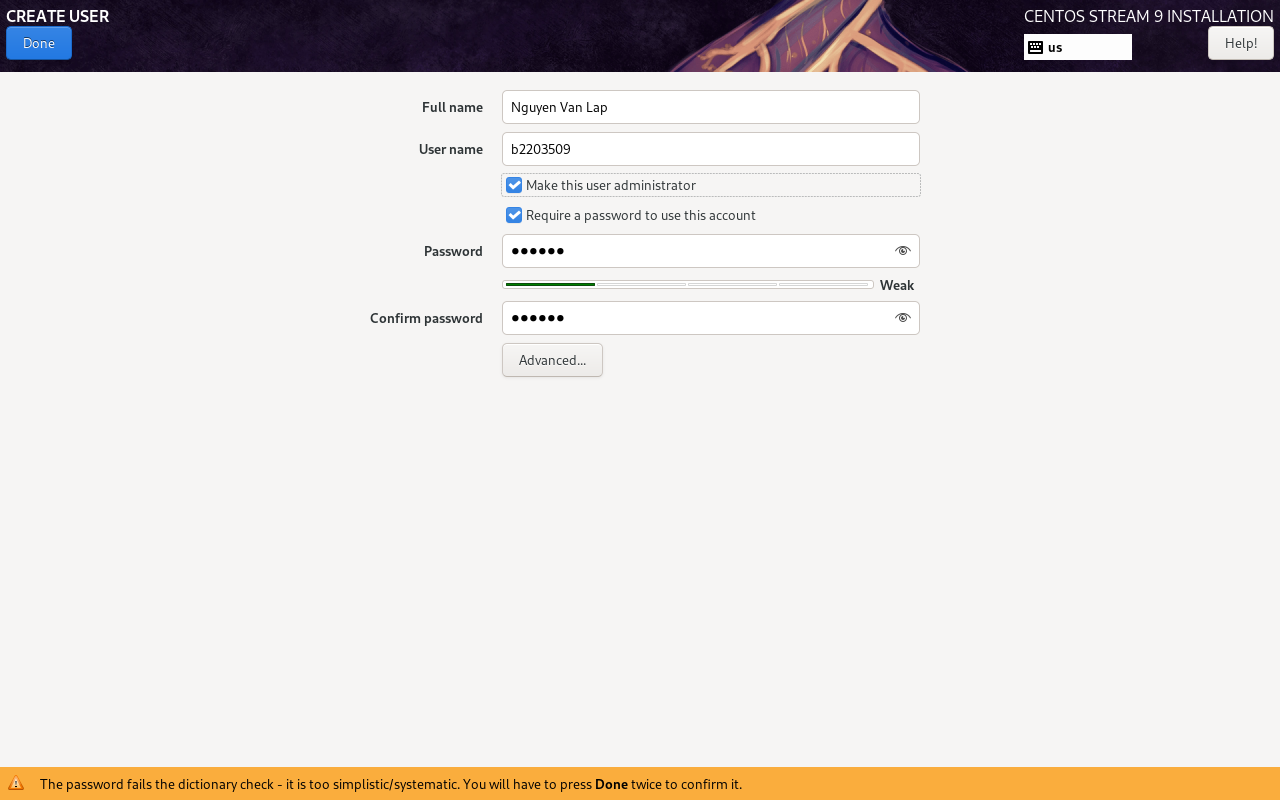 CREATE USER
CENTOS STREAM 9 INSTALLATION
Done
us
Help!
Full name
Nguyen Van Lap
User name
b2203509
Make this user administrator
Require a password to use this account
Password
●●●●●●
Weak
Confirm password
●●●●●●
Advanced...
The password fails the dictionary check - it is too simplistic/systematic. You will have to press Done twice to confirm it.